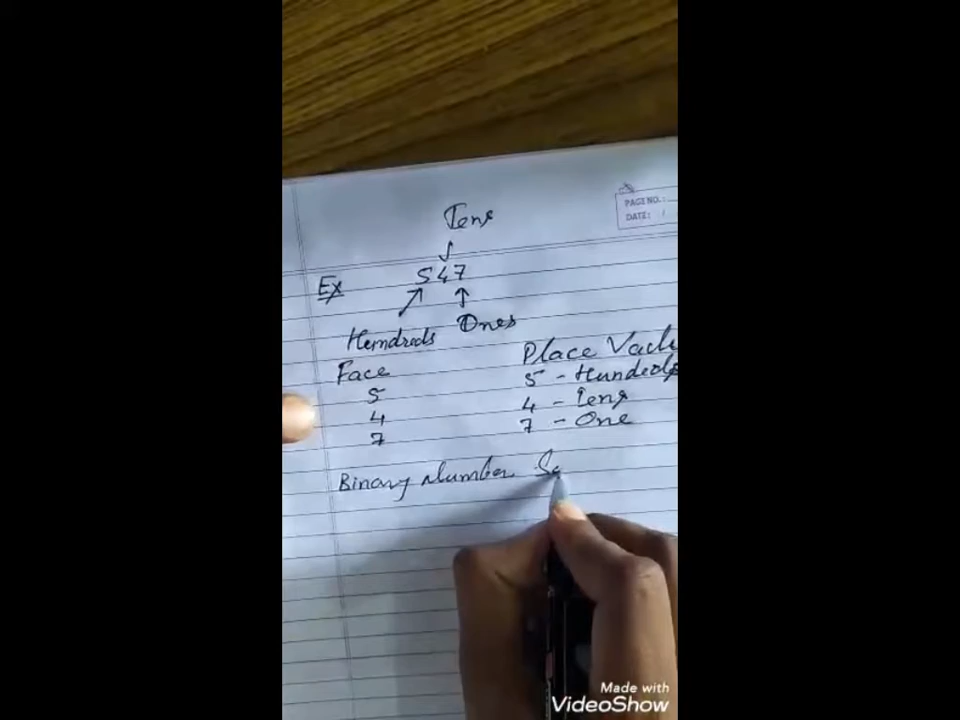 PAGE NO.:
DATE: /
Tens
Ex 547
Hundreds Ones
Face Place Value
5 5 - Hundreds
4 4 - Tens
7 7 - One
Binary Number
Made with
VideoShow